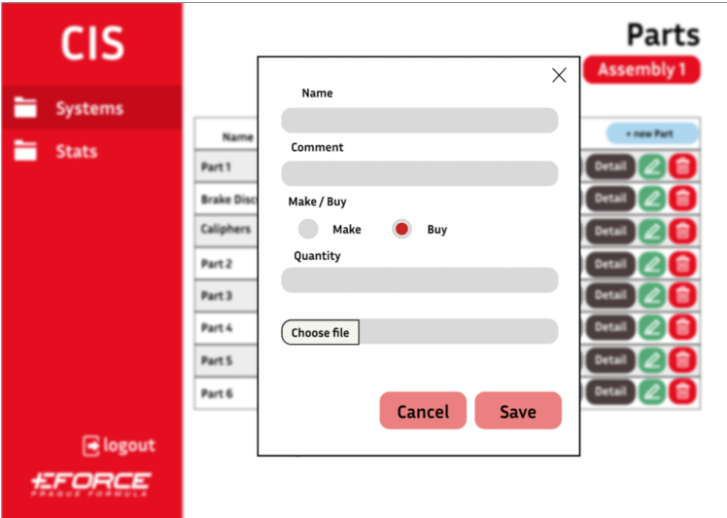 CIS
Systems
Stats
logout
EFORCE
PRAGUE FORMULA
Parts
Assembly 1
+ new Part
Name
Part 1 Detail
Brake Disc Detail
Caliphers Detail
Part 2 Detail
Part 3 Detail
Part 4 Detail
Part 5 Detail
Part 6 Detail
Name
Comment
Make / Buy
Make Buy
Quantity
Choose file
Cancel Save